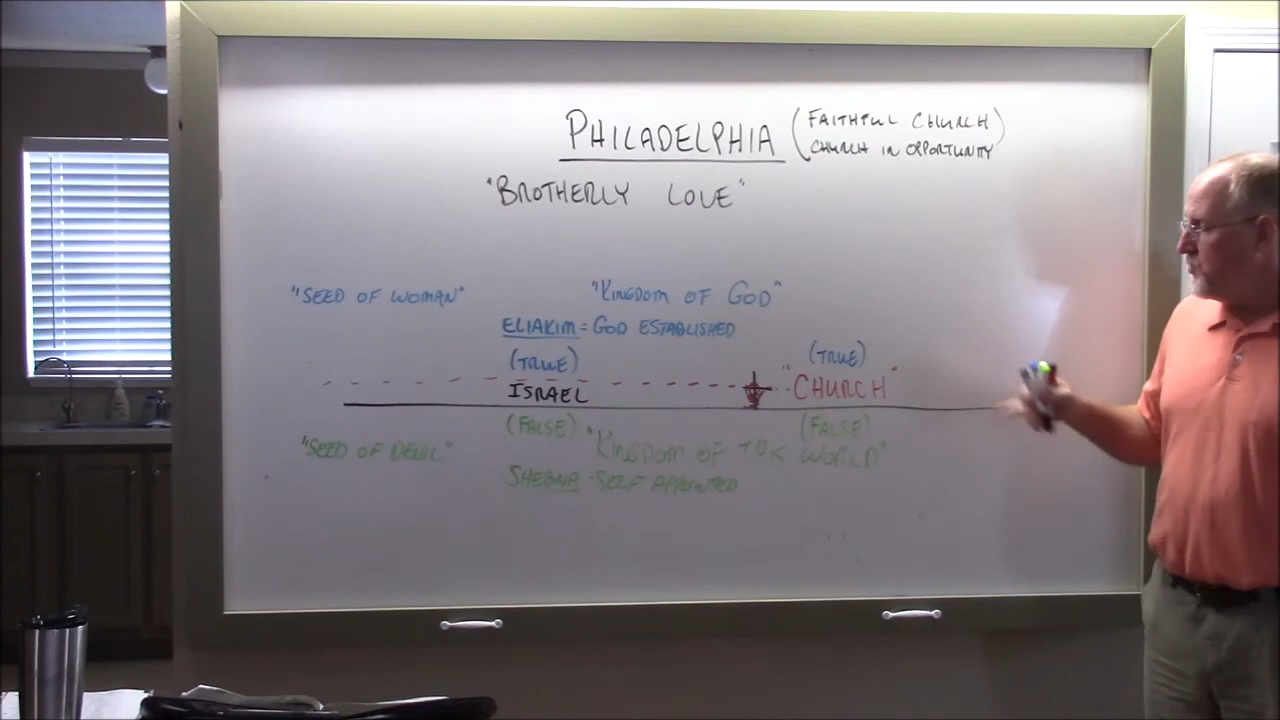 PHILADELPHIA (FAITHFUL CHURCH)
(CHURCH IN OPPORTUNITY
"BROTHERLY LOVE"
"SEED OF WOMAN" "KINGDOM OF GOD"
ELIAKIM = GOD ESTABLISHED
(TRUE) (TRUE)
ISRAEL "CHURCH"
(FALSE) (FALSE)
"SEED OF DEVIL" "KINGDOM OF THE WORLD"
SHEBNA - SELF APPOINTED